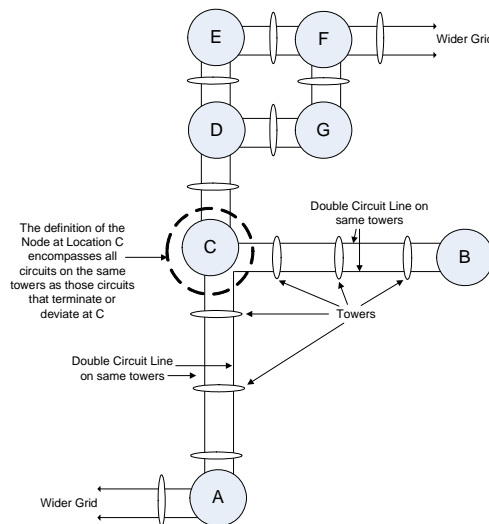 E
F
Wider Grid
D
G
Double Circuit Line on
same towers
The definition of the
Node at Location C
encompasses all
circuits on the same
towers as those circuits
that terminate or
deviate at C
C
B
Towers
Double Circuit Line
on same towers
Wider Grid
A